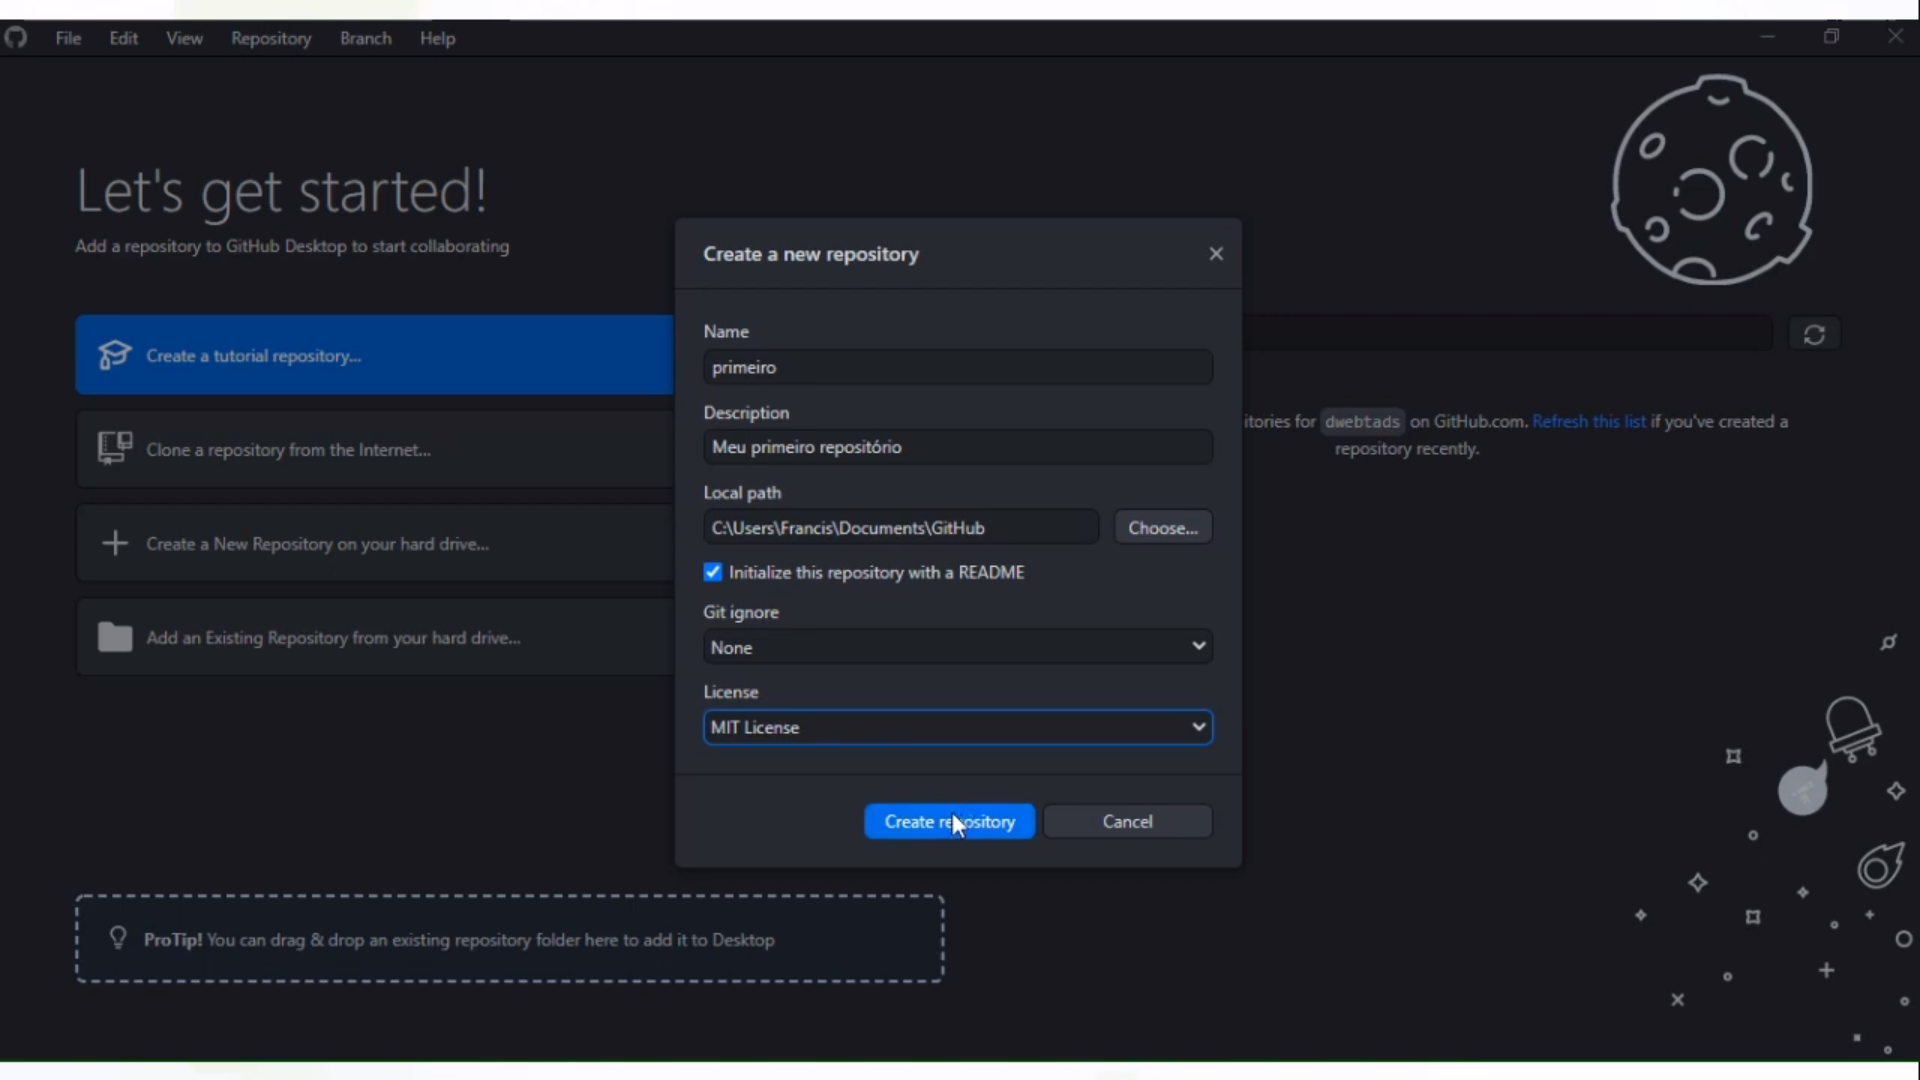 File Edit View Repository Branch Help
Let's get started!
Add a repository to GitHub Desktop to start collaborating
Create a tutorial repository...
Clone a repository from the Internet...
Create a New Repository on your hard drive...
Add an Existing Repository from your hard drive...
ProTip! You can drag & drop an existing repository folder here to add it to Desktop
Create a new repository
Name
primeiro
Description
Meu primeiro repositório
Local path
C:\Users\Francis\Documents\GitHub
Choose...
Initialize this repository with a README
Git ignore
None
License
MIT License
Create repository
Cancel
itories for dwebtads on GitHub.com. Refresh this list if you've created a
repository recently.